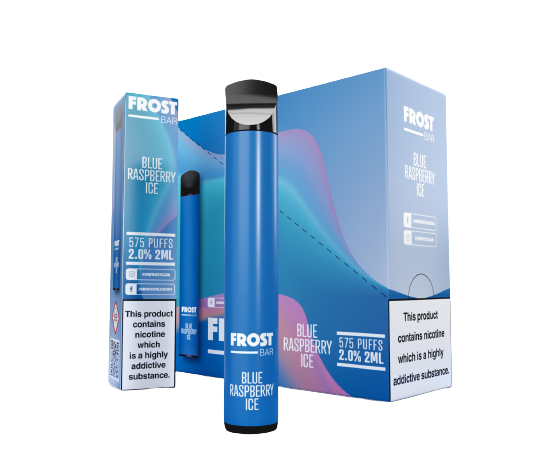 FROST
BAR
BLUE
RASPBERRY
ICE
575 PUFFS
2.0% 2ML
This product
contains
nicotine
which
is a highly
addictive
substance.
FROST
BAR
BLUE
RASPBERRY
ICE
BLUE
RASPBERRY
ICE
575 PUFFS
2.0% 2ML
FROST
BAR
BLUE
RASPBERRY
ICE
This product
contains nicotine
which is a highly
addictive substance.